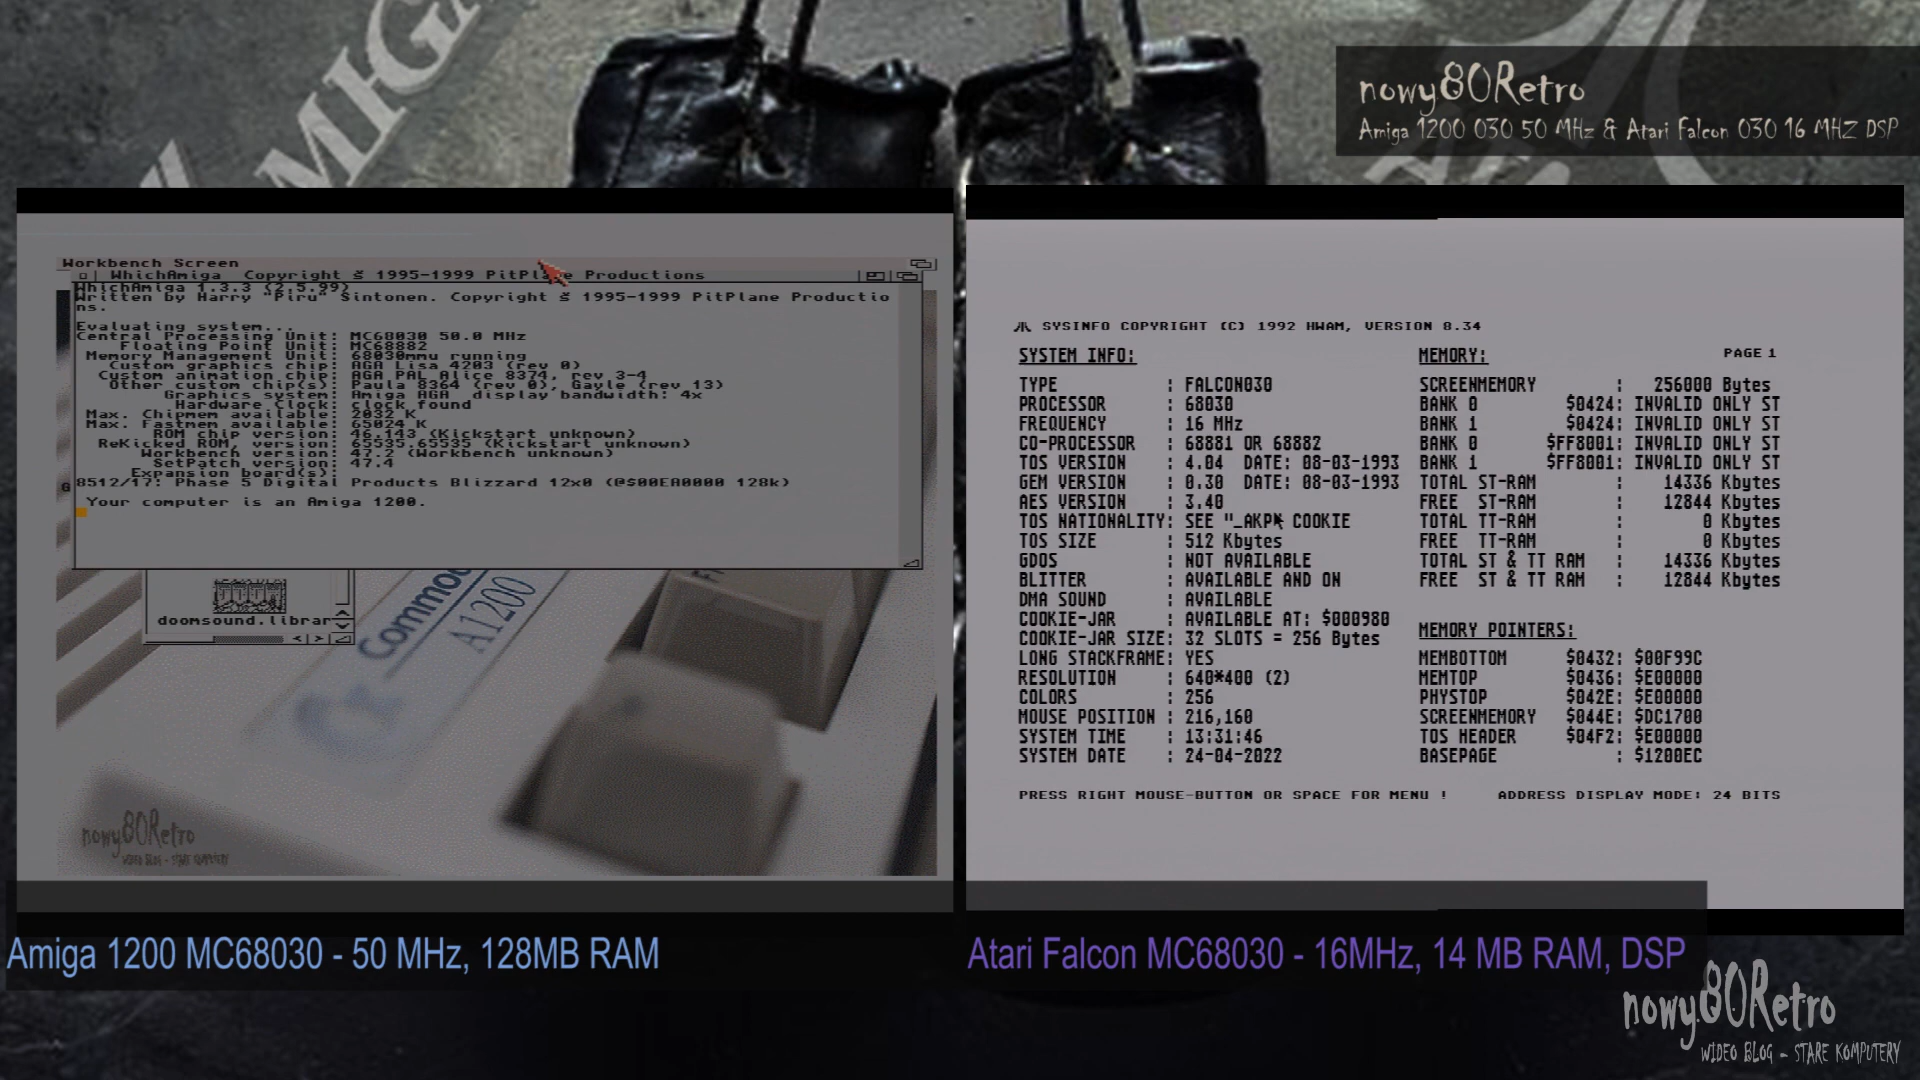 AMIGA
nowy80Retro
Amiga 1200 030 50 MHz & Atari Falcon 030 16 MHZ DSP
Workbench Screen
WhichAmiga Copyright š 1995-1999 PitPlane Productions
WhichAmiga 1.3.3 (2.5.99)
Written by Harry "Piru" Sintonen. Copyright š 1995-1999 PitPlane Productio
ns.
Evaluating system...
Central Processing Unit: MC68030 50.0 MHz
Floating Point Unit: MC68882
Memory Management Unit: 68030mmu running
Custom graphics chip: AGA Lisa 4203 (rev 0)
Custom animation chip: AGA PAL Alice 8374, rev 3-4
Other custom chip(s): Paula 8364 (rev 0), Gayle (rev 13)
Graphics system: Amiga AGA display bandwidth: 4x
Hardware Clock: clock found
Max. Chipmem available: 2032 K
Max. Fastmem available: 65024 K
ROM chip version: 46.143 (Kickstart unknown)
ReKicked ROM, version: 65535.65535 (Kickstart unknown)
Workbench version: 47.2 (Workbench unknown)
SetPatch version: 47.4
Expansion board(s):
8512/17: Phase 5 Digital Products Blizzard 12x0 (@$00EA0000 128k)
Your computer is an Amiga 1200.
doomsound.librar
Commod
A1200
nowy80Retro
WIDEO BLOG - STARE KOMPUTERY
SYSINFO COPYRIGHT (C) 1992 HWAM, VERSION 8.34
SYSTEM INFO:
TYPE : FALCON030
PROCESSOR : 68030
FREQUENCY : 16 MHz
CO-PROCESSOR : 68881 OR 68882
TOS VERSION : 4.04 DATE: 08-03-1993
GEM VERSION : 0.30 DATE: 08-03-1993
AES VERSION : 3.40
TOS NATIONALITY: SEE "_AKP" COOKIE
TOS SIZE : 512 Kbytes
GDOS : NOT AVAILABLE
BLITTER : AVAILABLE AND ON
DMA SOUND : AVAILABLE
COOKIE-JAR : AVAILABLE AT: $000980
COOKIE-JAR SIZE: 32 SLOTS = 256 Bytes
LONG STACKFRAME: YES
RESOLUTION : 640*400 (2)
COLORS : 256
MOUSE POSITION : 216,160
SYSTEM TIME : 13:31:46
SYSTEM DATE : 24-04-2022
MEMORY: PAGE 1
SCREENMEMORY : 256000 Bytes
BANK 0 $0424: INVALID ONLY ST
BANK 1 $0424: INVALID ONLY ST
BANK 0 $FF8001: INVALID ONLY ST
BANK 1 $FF8001: INVALID ONLY ST
TOTAL ST-RAM : 14336 Kbytes
FREE ST-RAM : 12844 Kbytes
TOTAL TT-RAM : 0 Kbytes
FREE TT-RAM : 0 Kbytes
TOTAL ST & TT RAM : 14336 Kbytes
FREE ST & TT RAM : 12844 Kbytes
MEMORY POINTERS:
MEMBOTTOM $0432: $00F99C
MEMTOP $0436: $E00000
PHYSTOP $042E: $E00000
SCREENMEMORY $044E: $DC1700
TOS HEADER $04F2: $E00000
BASEPAGE : $1200EC
PRESS RIGHT MOUSE-BUTTON OR SPACE FOR MENU ! ADDRESS DISPLAY MODE: 24 BITS
Amiga 1200 MC68030 - 50 MHz, 128MB RAM
Atari Falcon MC68030 - 16MHz, 14 MB RAM, DSP
nowy80Retro
WIDEO BLOG - STARE KOMPUTERY